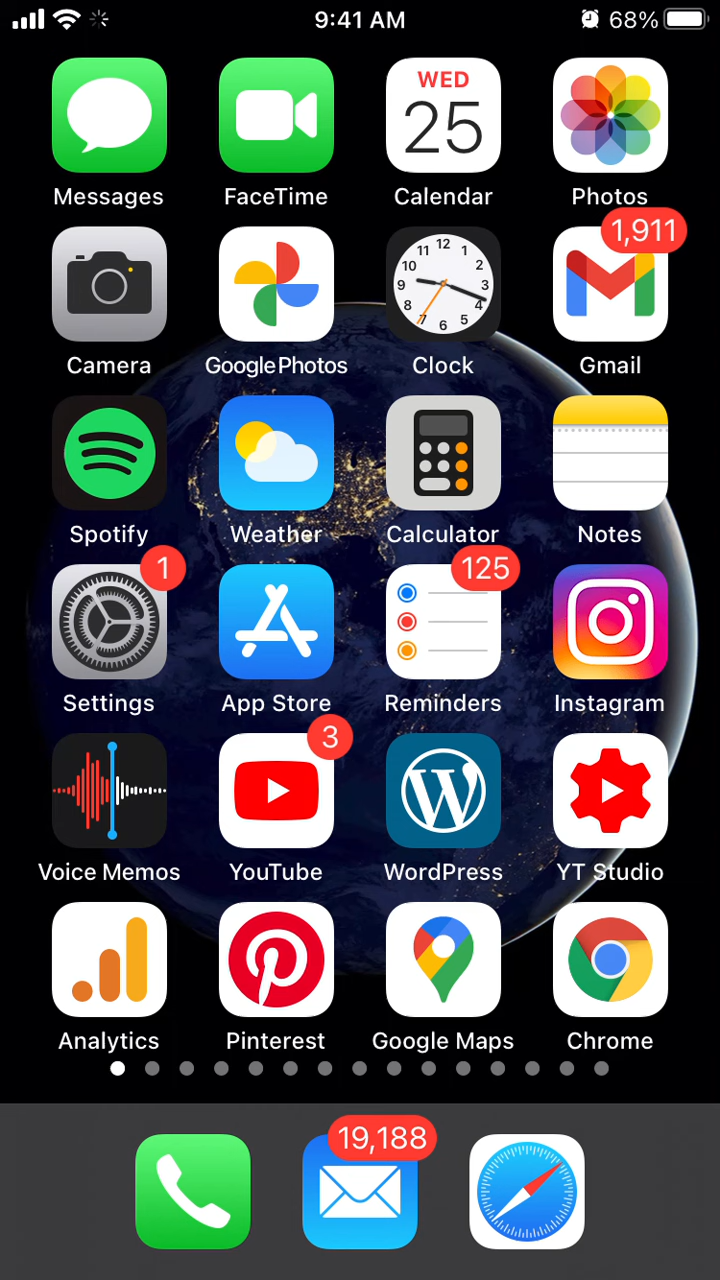 9:41 AM 68%
WED
25
Messages FaceTime Calendar Photos
1,911
12
11 1
10 2
9 3
8 4
7 5
6
Camera Google Photos Clock Gmail
Spotify Weather Calculator Notes
1 125
Settings App Store Reminders Instagram
3
Voice Memos YouTube WordPress YT Studio
Analytics Pinterest Google Maps Chrome
19,188